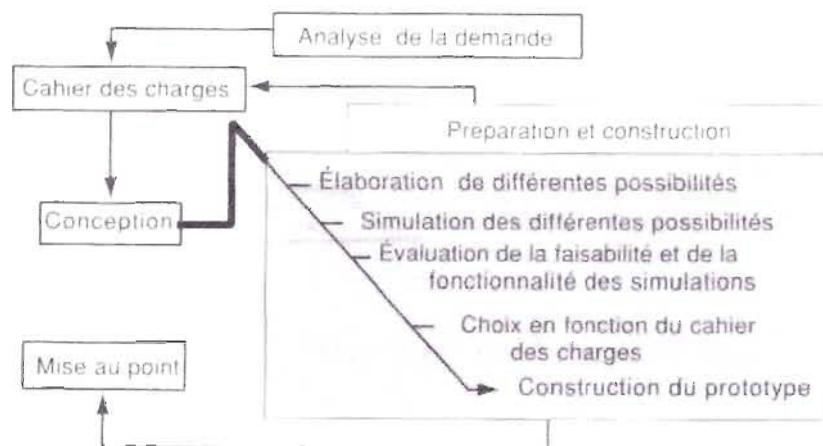 Analyse de la demande
Cahier des charges
Préparation et construction
Élaboration de différentes possibilités
Simulation des différentes possibilités
Conception
Évaluation de la faisabilité et de la
fonctionnalité des simulations
Choix en fonction du cahier
des charges
Mise au point
Construction du prototype